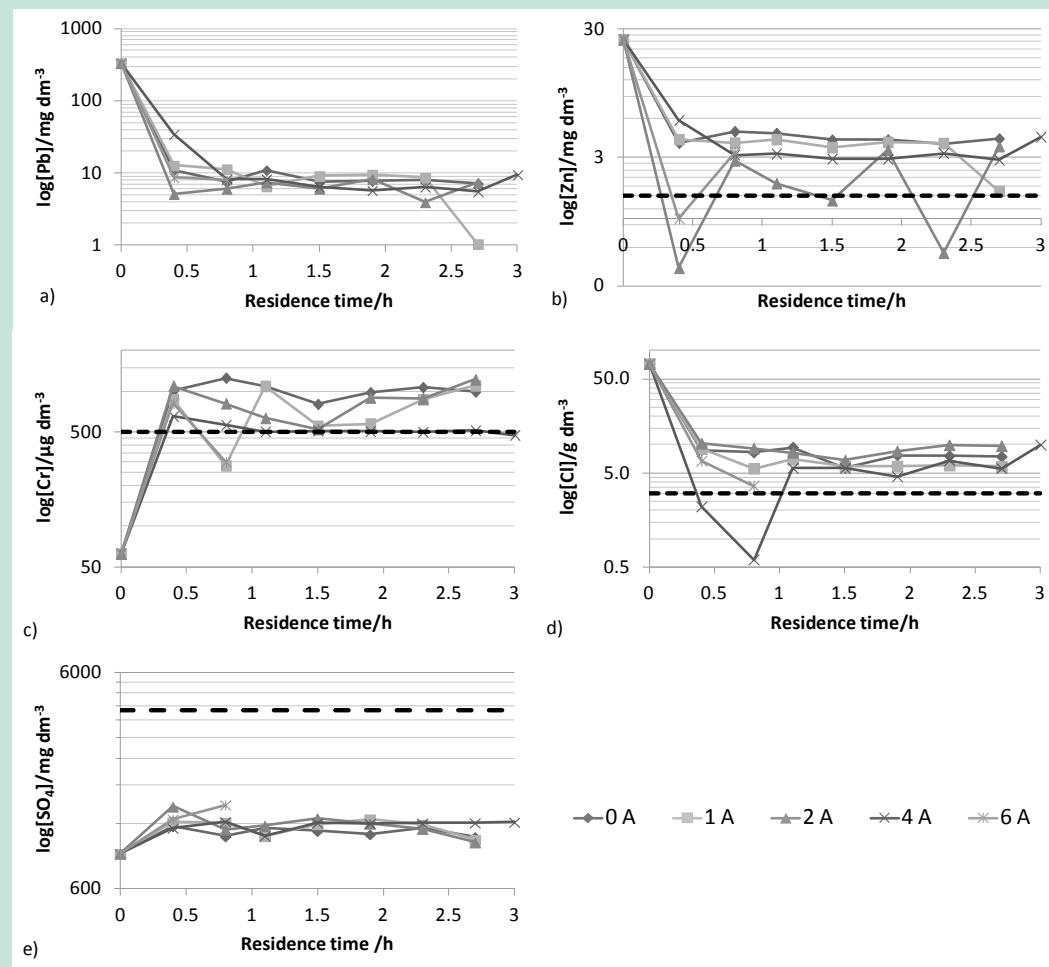 1000
100
10
1
log[Pb]/mg dm⁻³
0 0.5 1 1.5 2 2.5 3
Residence time/h
a)
30
3
0
log[Zn]/mg dm⁻³
0 0.5 1 1.5 2 2.5 3
Residence time/h
b)
500
50
log[Cr]/µg dm⁻³
0 0.5 1 1.5 2 2.5 3
Residence time/h
c)
50.0
5.0
0.5
log[Cl]/g dm⁻³
0 0.5 1 1.5 2 2.5 3
Residence time/h
d)
6000
600
log[SO₄]/mg dm⁻³
0 0.5 1 1.5 2 2.5 3
Residence time /h
e)
0 A 1 A 2 A 4 A 6 A